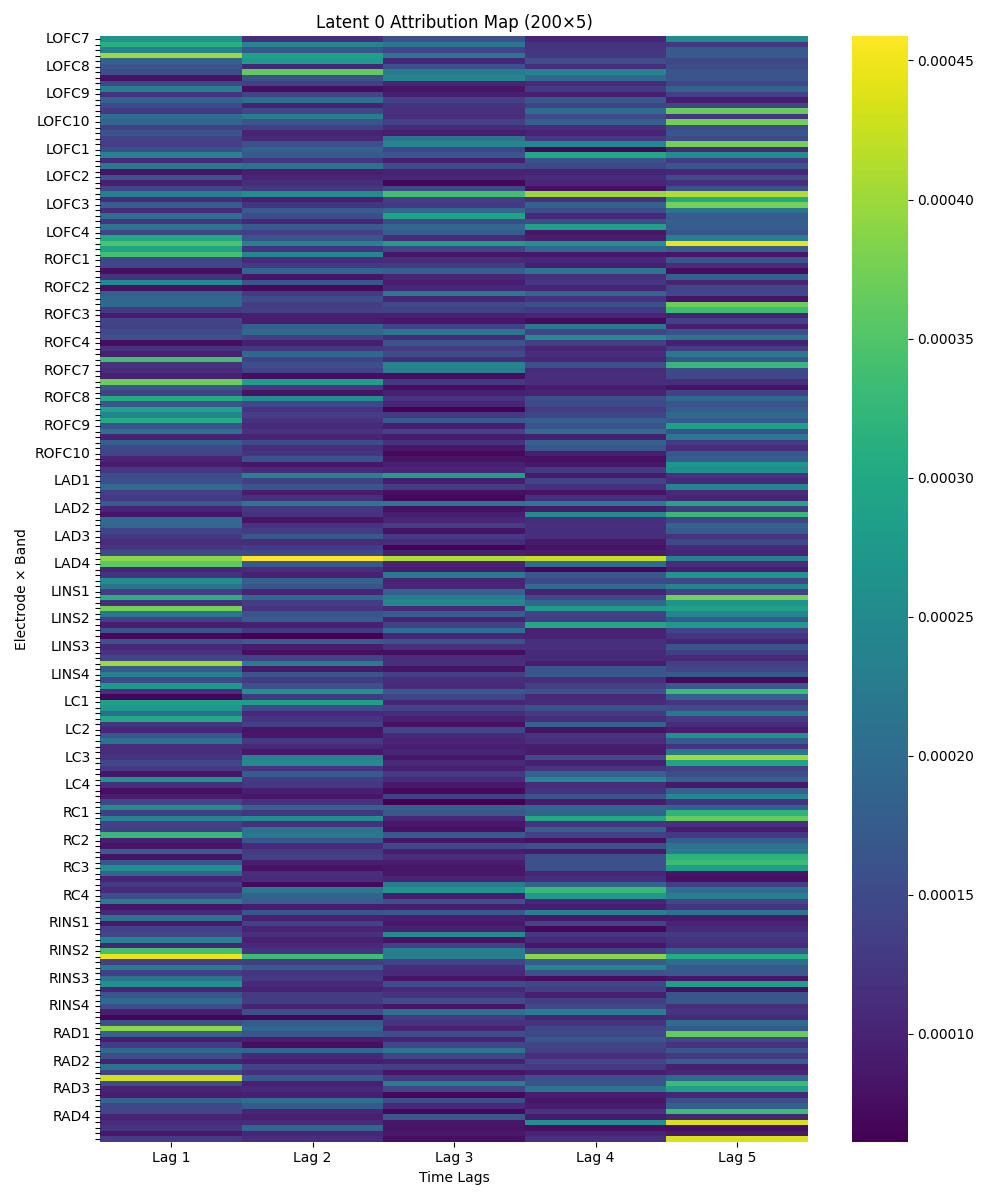 Latent 0 Attribution Map (200×5)
LOFC7
LOFC8
LOFC9
LOFC10
LOFC1
LOFC2
LOFC3
LOFC4
ROFC1
ROFC2
ROFC3
ROFC4
ROFC7
ROFC8
ROFC9
ROFC10
LAD1
LAD2
LAD3
LAD4
LINS1
LINS2
LINS3
LINS4
LC1
LC2
LC3
LC4
RC1
RC2
RC3
RC4
RINS1
RINS2
RINS3
RINS4
RAD1
RAD2
RAD3
RAD4
Electrode × Band
Lag 1 Lag 2 Lag 3 Lag 4 Lag 5
Time Lags
0.00045
0.00040
0.00035
0.00030
0.00025
0.00020
0.00015
0.00010